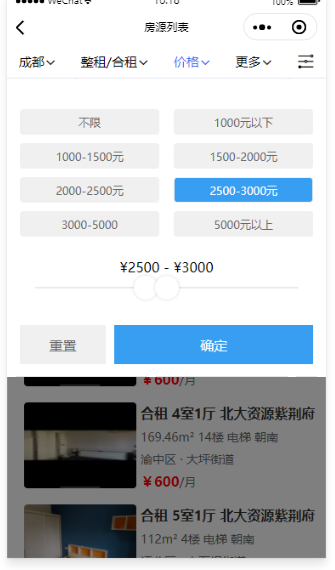 WeChat
10:18
100%
房源列表
成都
整租/合租
价格
更多
不限
1000元以下
1000-1500元
1500-2000元
2000-2500元
2500-3000元
3000-5000
5000元以上
¥2500 - ¥3000
重置
确定
¥600/月
合租 4室1厅 北大资源紫荆府
169.46m² 14楼 电梯 朝南
渝中区 · 大坪街道
¥600/月
合租 5室1厅 北大资源紫荆府
112m² 4楼 电梯 朝南